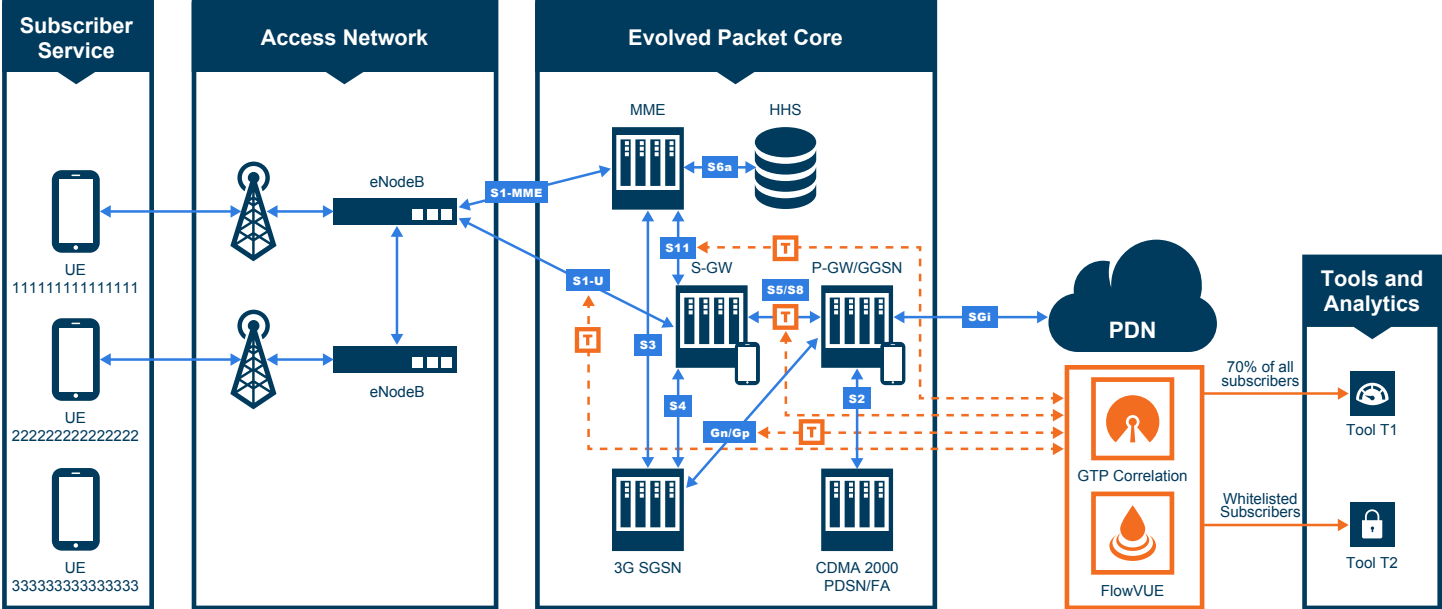 Subscriber
Service
Access Network
Evolved Packet Core
MME
HHS
S6a
eNodeB
S1-MME
UE
111111111111111
S11
T
S-GW
P-GW/GGSN
S1-U
S5/S8
T
T
SGi
PDN
Tools and
Analytics
S3
eNodeB
UE
222222222222222
S4
S2
Gn/Gp
T
70% of all
subscribers
Tool T1
GTP Correlation
Whitelisted
Subscribers
UE
333333333333333
3G SGSN
CDMA 2000
PDSN/FA
FlowVUE
Tool T2